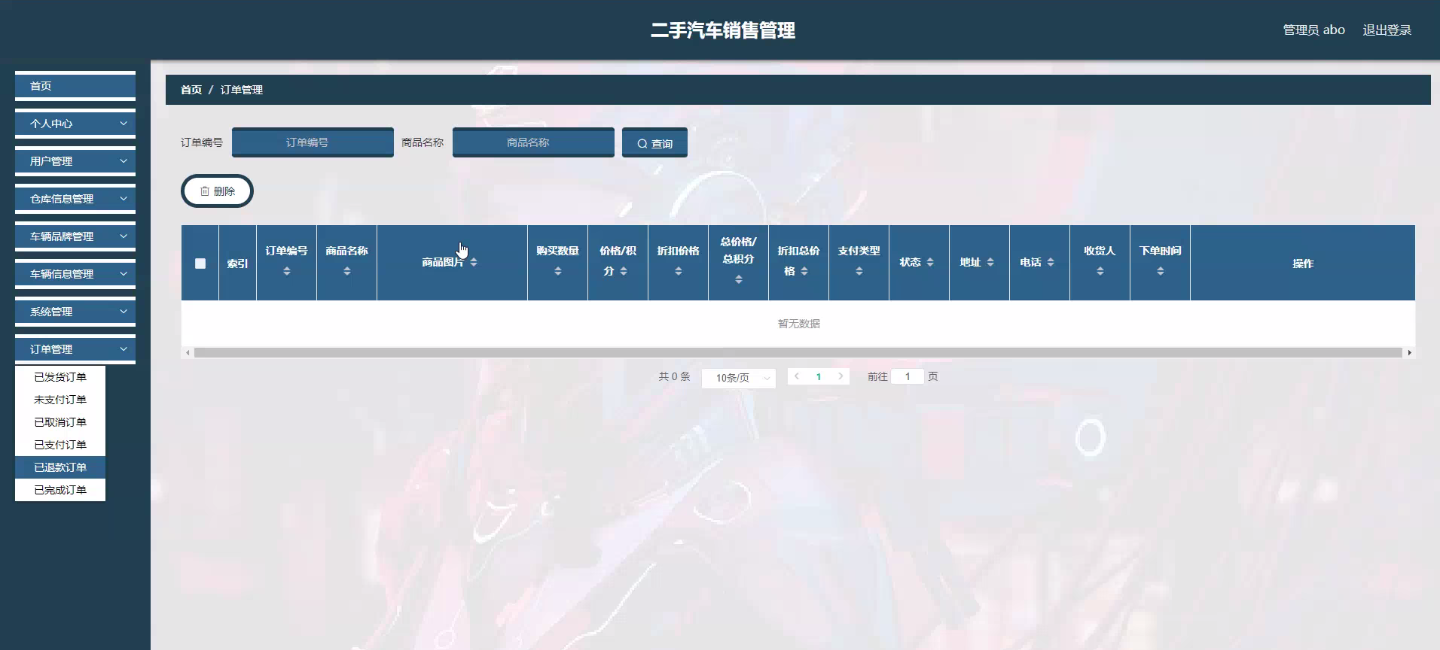 二手汽车销售管理
管理员 abo 退出登录
首页
个人中心
用户管理
仓库信息管理
车辆品牌管理
车辆信息管理
系统管理
订单管理
已发货订单
未支付订单
已取消订单
已支付订单
已退款订单
已完成订单
首页 / 订单管理
订单编号 订单编号 商品名称 商品名称 查询
删除
索引 订单编号 商品名称 商品图片 购买数量 价格/积分 折扣价格 总价格/总积分 折扣总价格 支付类型 状态 地址 电话 收货人 下单时间 操作
暂无数据
共 0 条 10条/页 1 前往 1 页